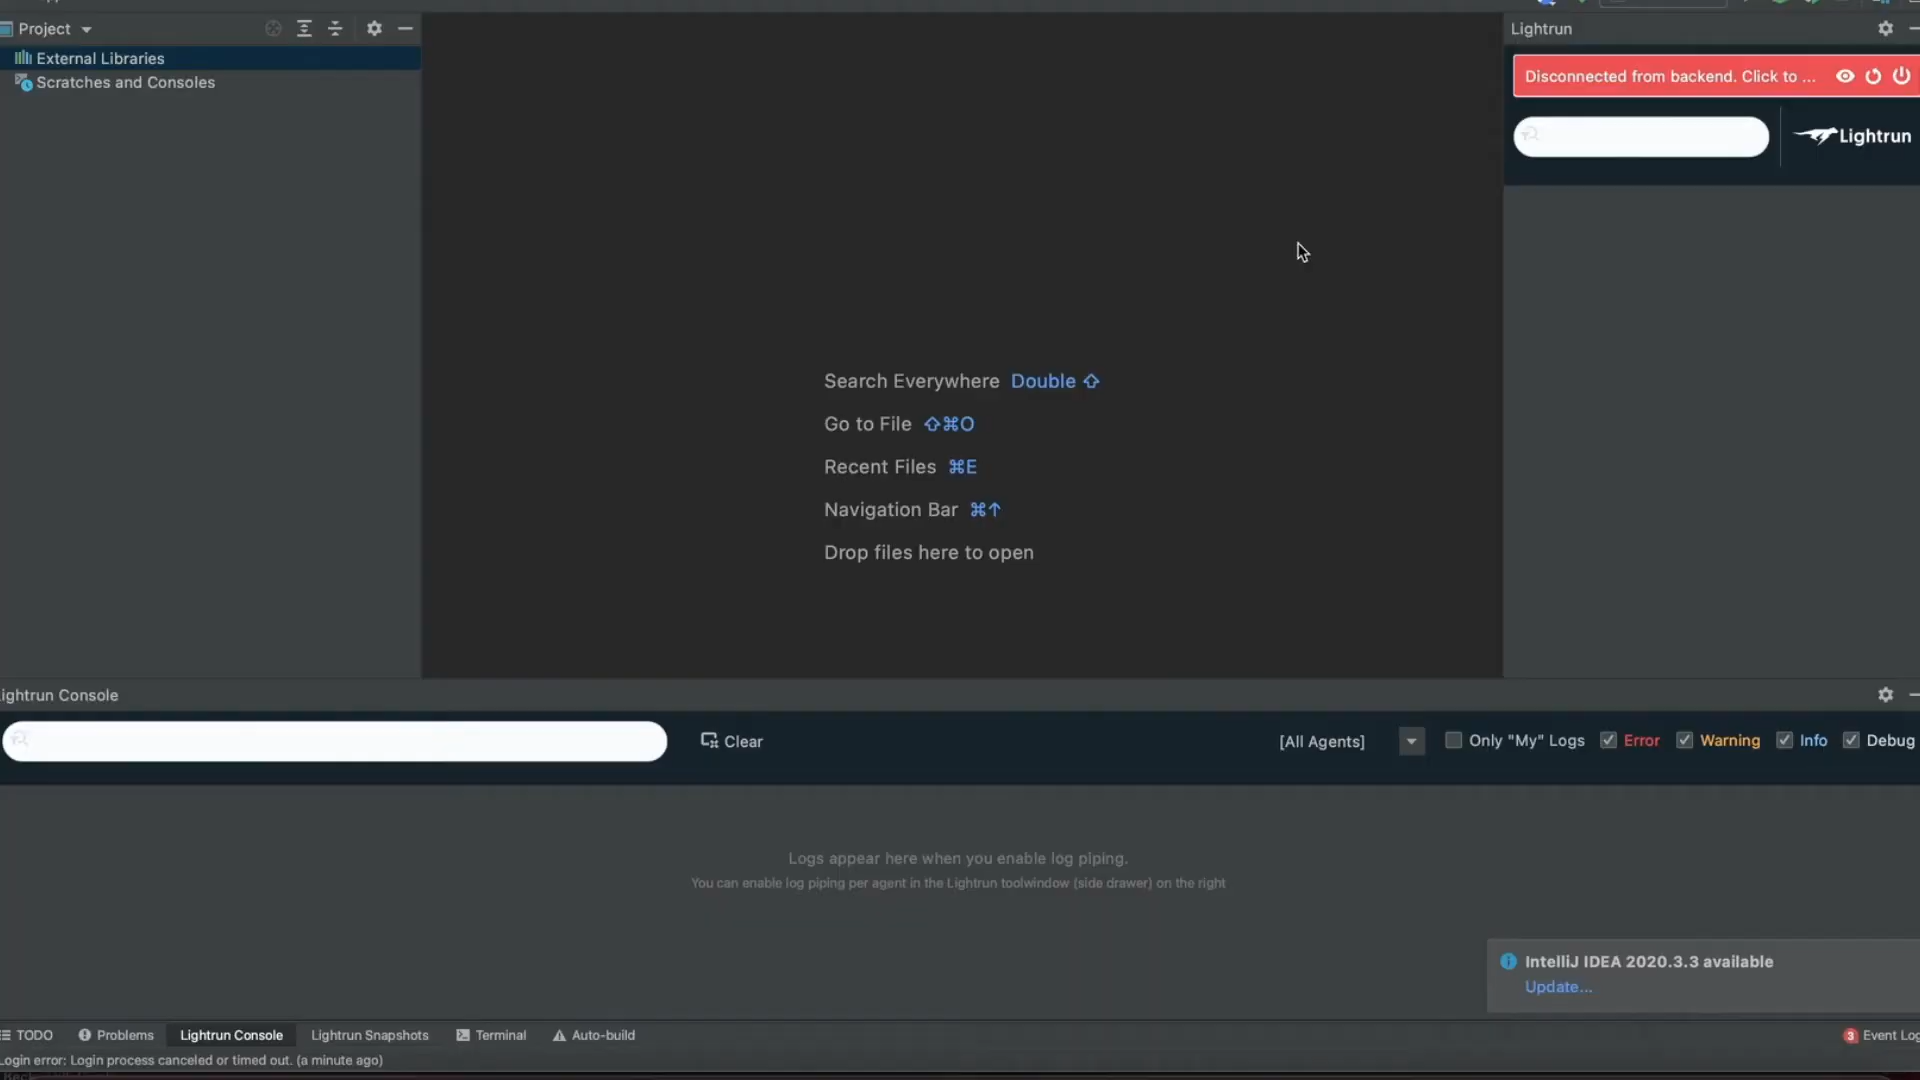 Project
External Libraries
Scratches and Consoles
Search Everywhere Double ⇧
Go to File ⇧⌘O
Recent Files ⌘E
Navigation Bar ⌘↑
Drop files here to open
Lightrun
Disconnected from backend. Click to ...
Lightrun
ightrun Console
Clear
[All Agents]
Only "My" Logs
Error
Warning
Info
Debug
Logs appear here when you enable log piping.
You can enable log piping per agent in the Lightrun toolwindow (side drawer) on the right
IntelliJ IDEA 2020.3.3 available
Update...
TODO
Problems
Lightrun Console
Lightrun Snapshots
Terminal
Auto-build
3 Event Log
Login error: Login process canceled or timed out. (a minute ago)